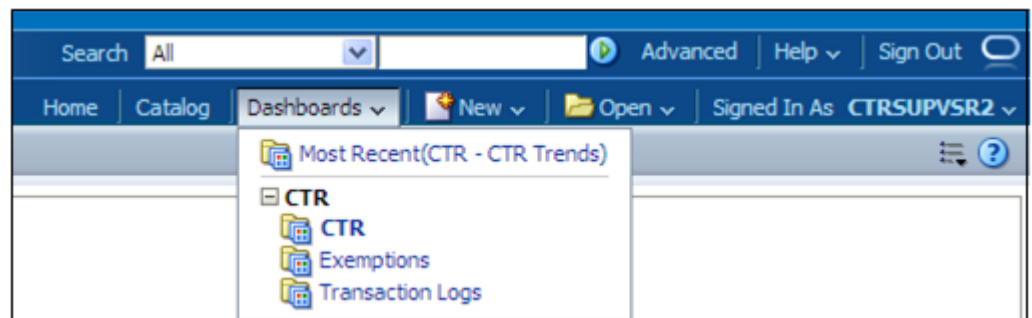 Search All Advanced Help Sign Out
Home Catalog Dashboards New Open Signed In As CTRSUPVSR2
Most Recent(CTR - CTR Trends)
CTR
CTR
Exemptions
Transaction Logs